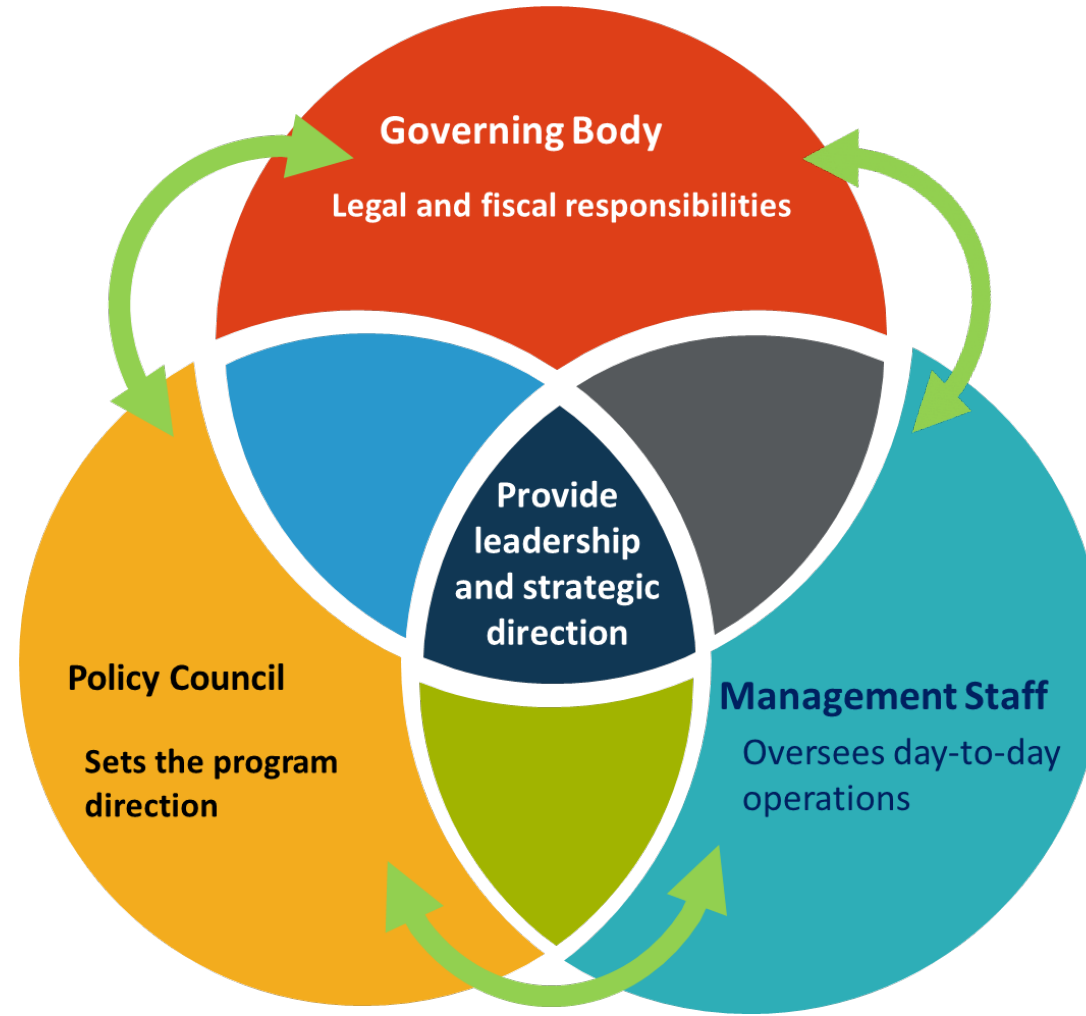 Governing Body
Legal and fiscal responsibilities
Provide
leadership
and strategic
direction
Policy Council
Sets the program
direction
Management Staff
Oversees day-to-day
operations